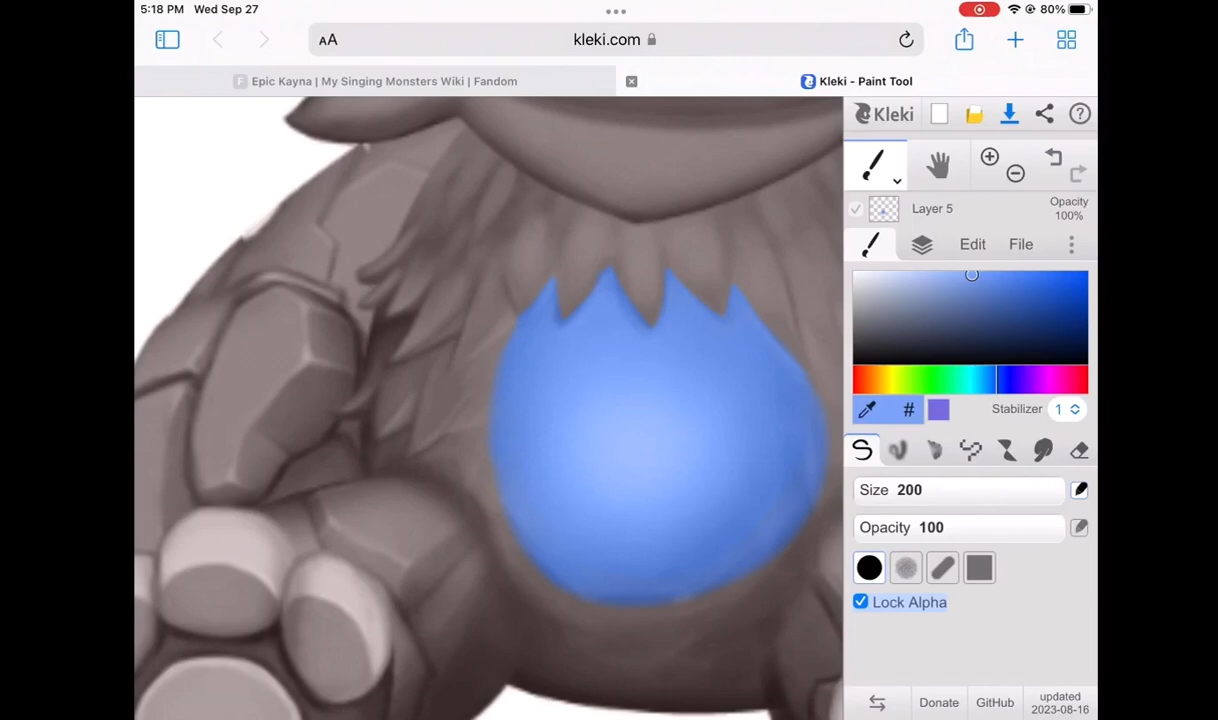 5:18 PM Wed Sep 27
80%
AA
kleki.com
F Epic Kayna | My Singing Monsters Wiki | Fandom
Kleki - Paint Tool
Kleki
?
Layer 5
Opacity
100%
Edit
File
#
Stabilizer 1
Size 200
Opacity 100
Lock Alpha
Donate
GitHub
updated
2023-08-16